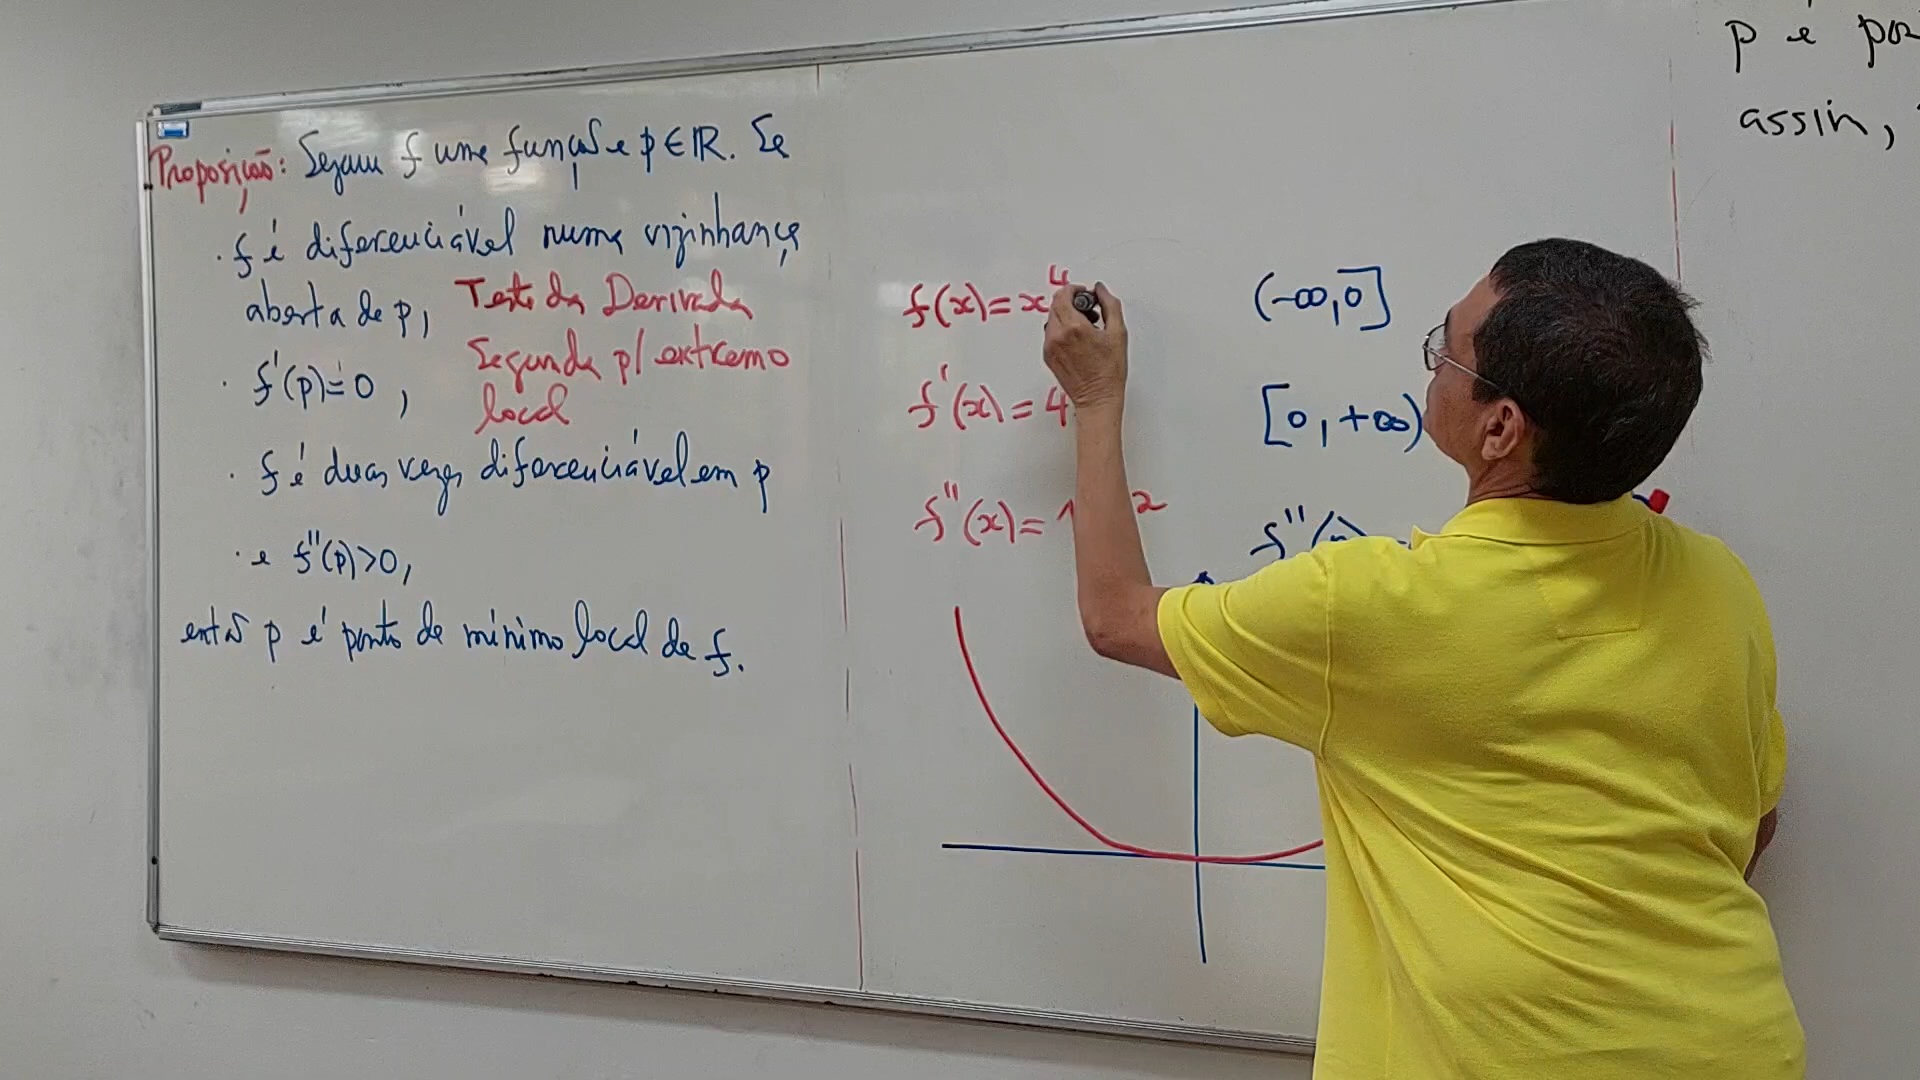 Proposição: Sejam f uma função e p ∈ ℝ. Se
· f é diferenciável numa vizinhança
aberta de p,
· f'(p)=0,
· f é duas vezes diferenciável em p
· e f''(p)>0,
então p é ponto de mínimo local de f.
Teste da Derivada
Segunda p/ extremo
local
f(x)=x⁴
f'(x)=4
f''(x)=
(-∞,0]
[0,+∞)
f''(
p é
assim,